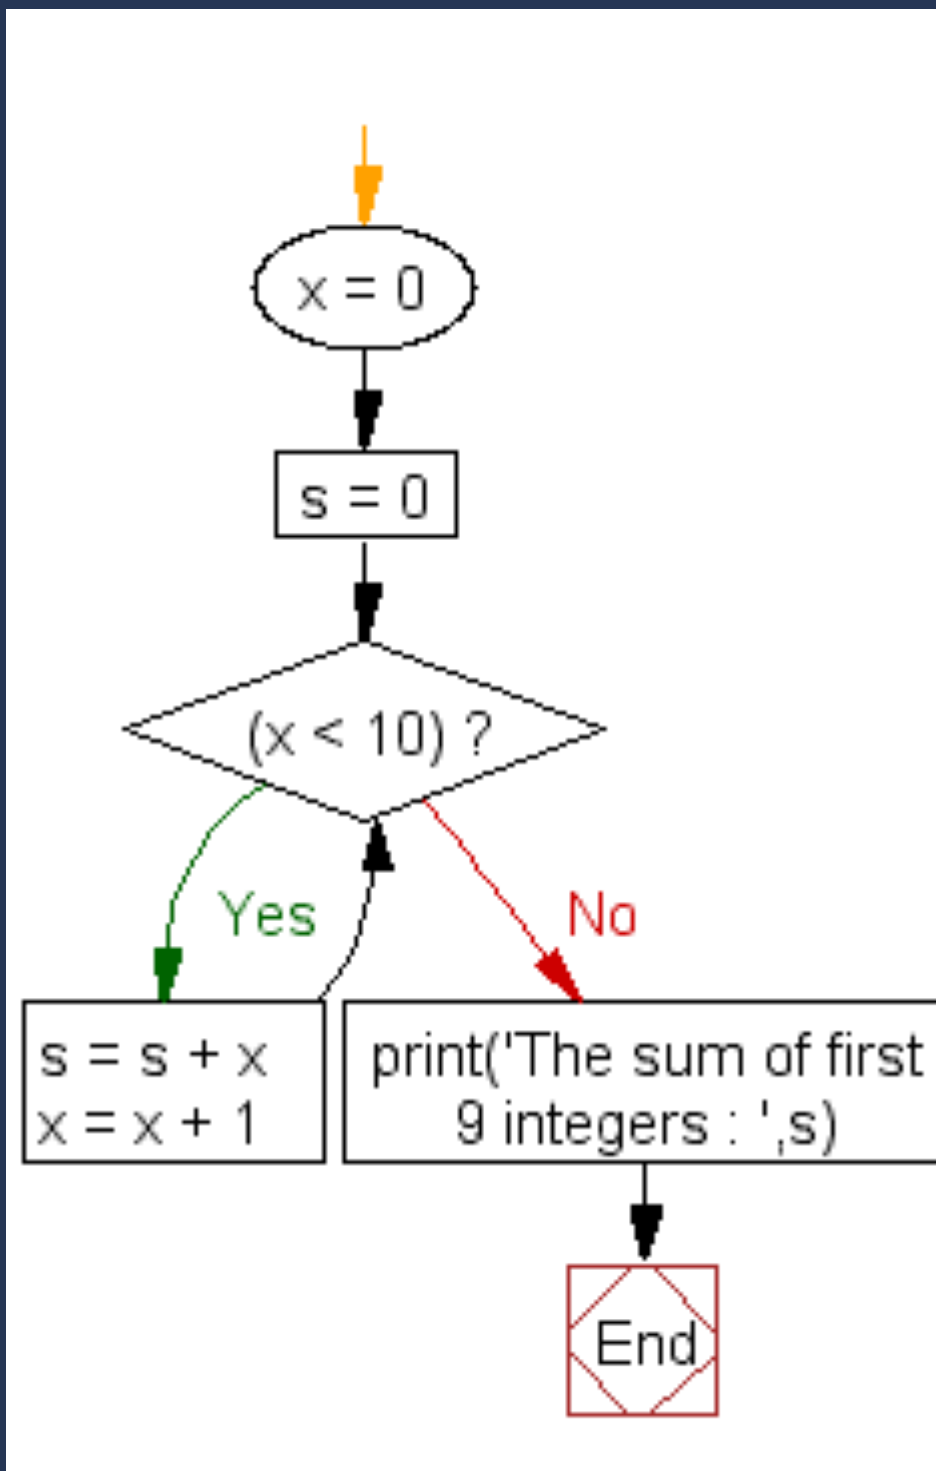 x = 0
s = 0
(x < 10) ?
Yes
No
s = s + x
x = x + 1
print('The sum of first
9 integers : ',s)
End